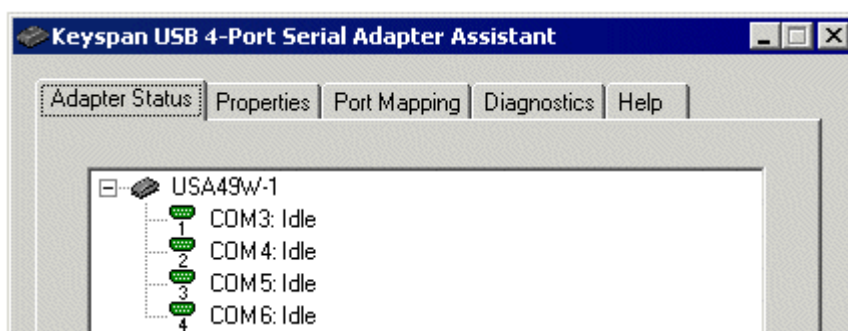 Keyspan USB 4-Port Serial Adapter Assistant
Adapter Status Properties Port Mapping Diagnostics Help
USA49W-1
1 COM3: Idle
2 COM4: Idle
3 COM5: Idle
4 COM6: Idle